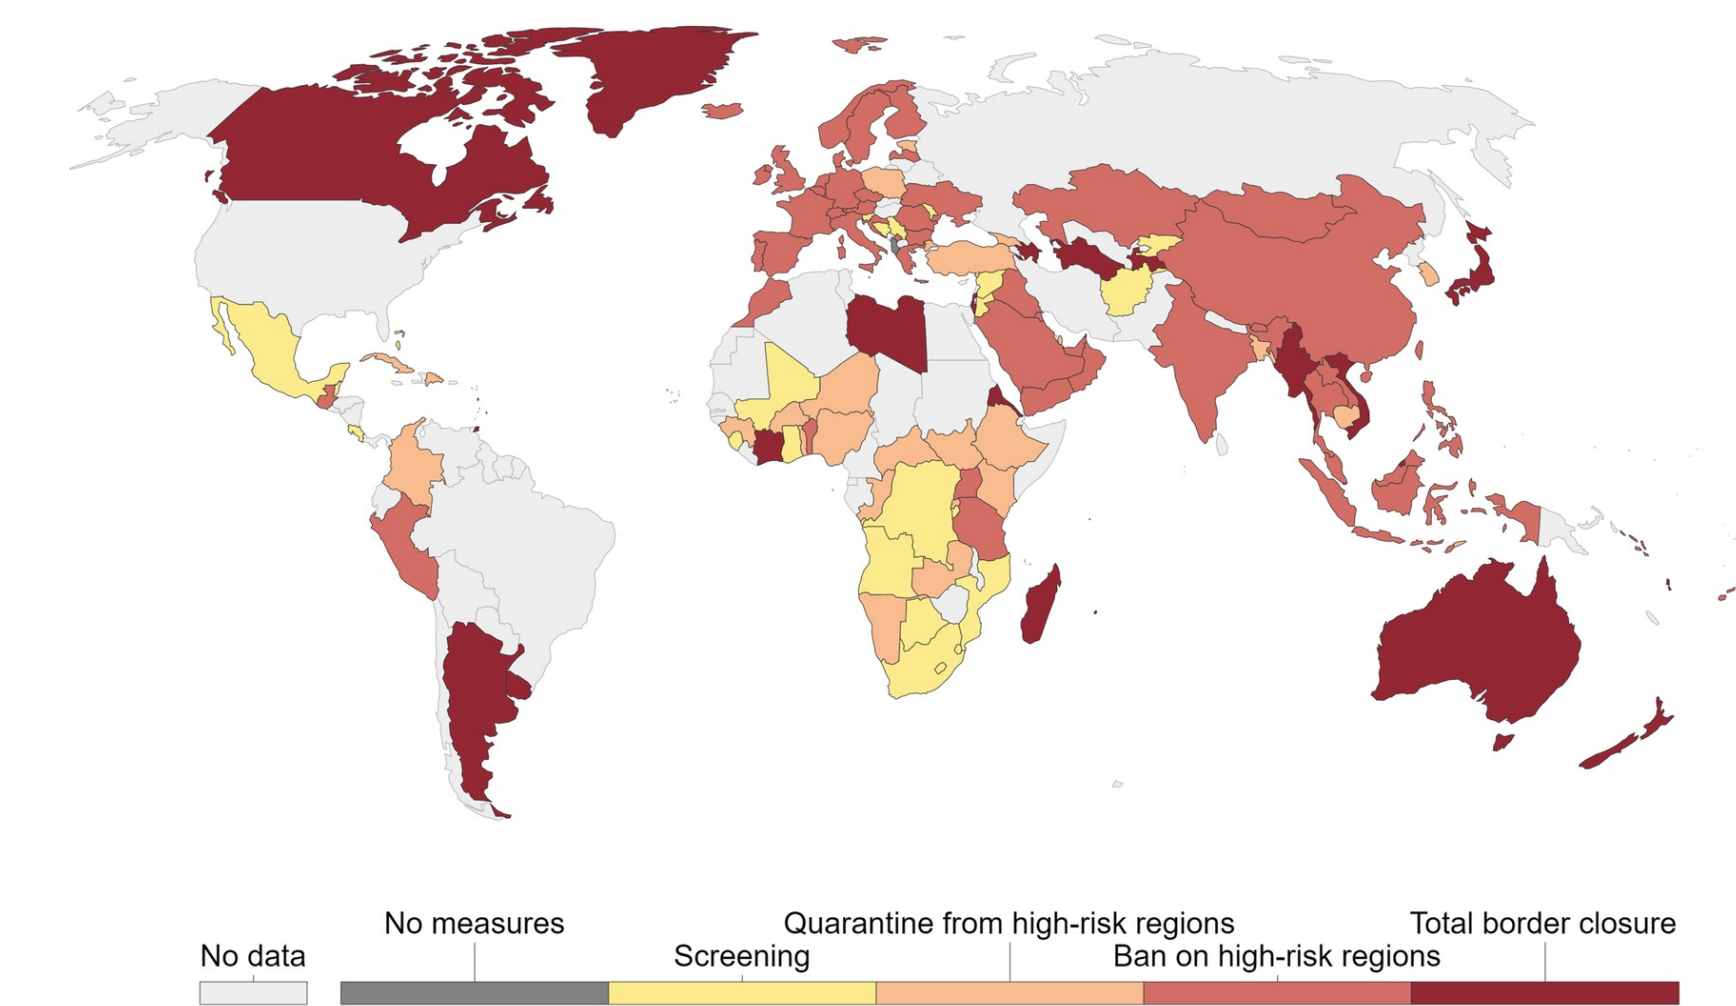 No measures
Quarantine from high-risk regions
Total border closure
No data
Screening
Ban on high-risk regions